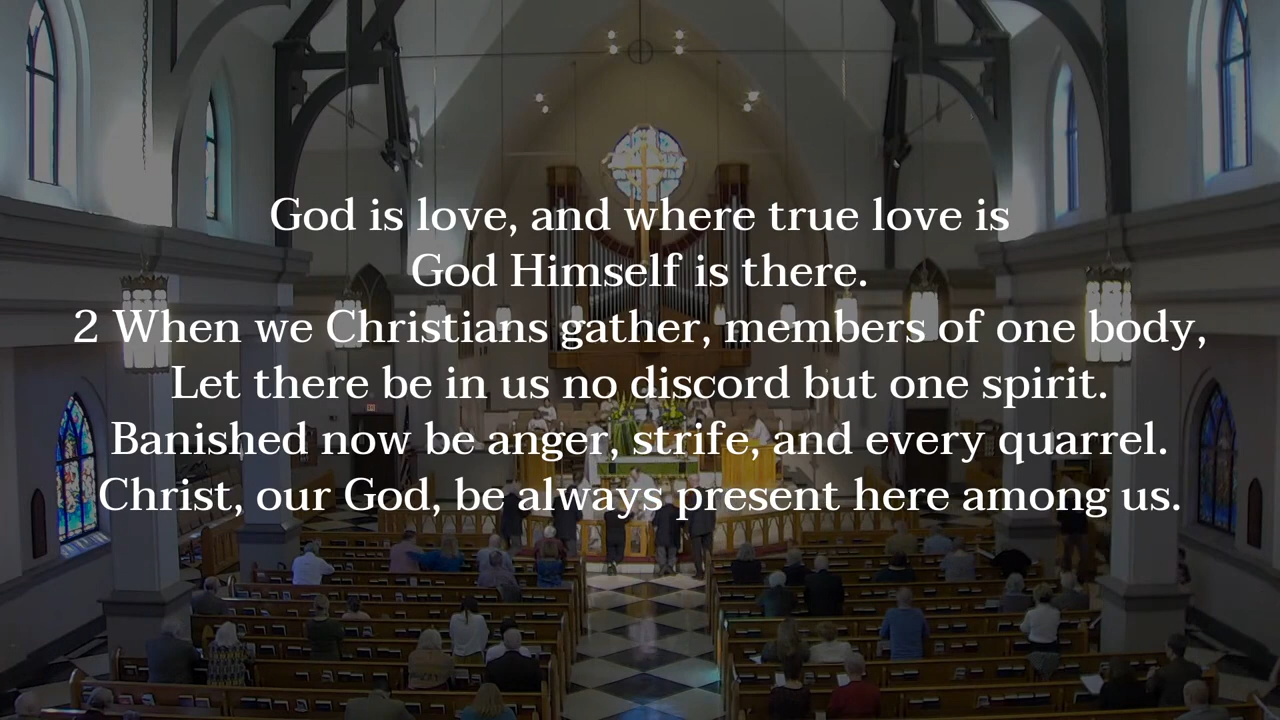 God is love, and where true love is
God Himself is there.
2 When we Christians gather, members of one body,
Let there be in us no discord but one spirit.
Banished now be anger, strife, and every quarrel.
Christ, our God, be always present here among us.